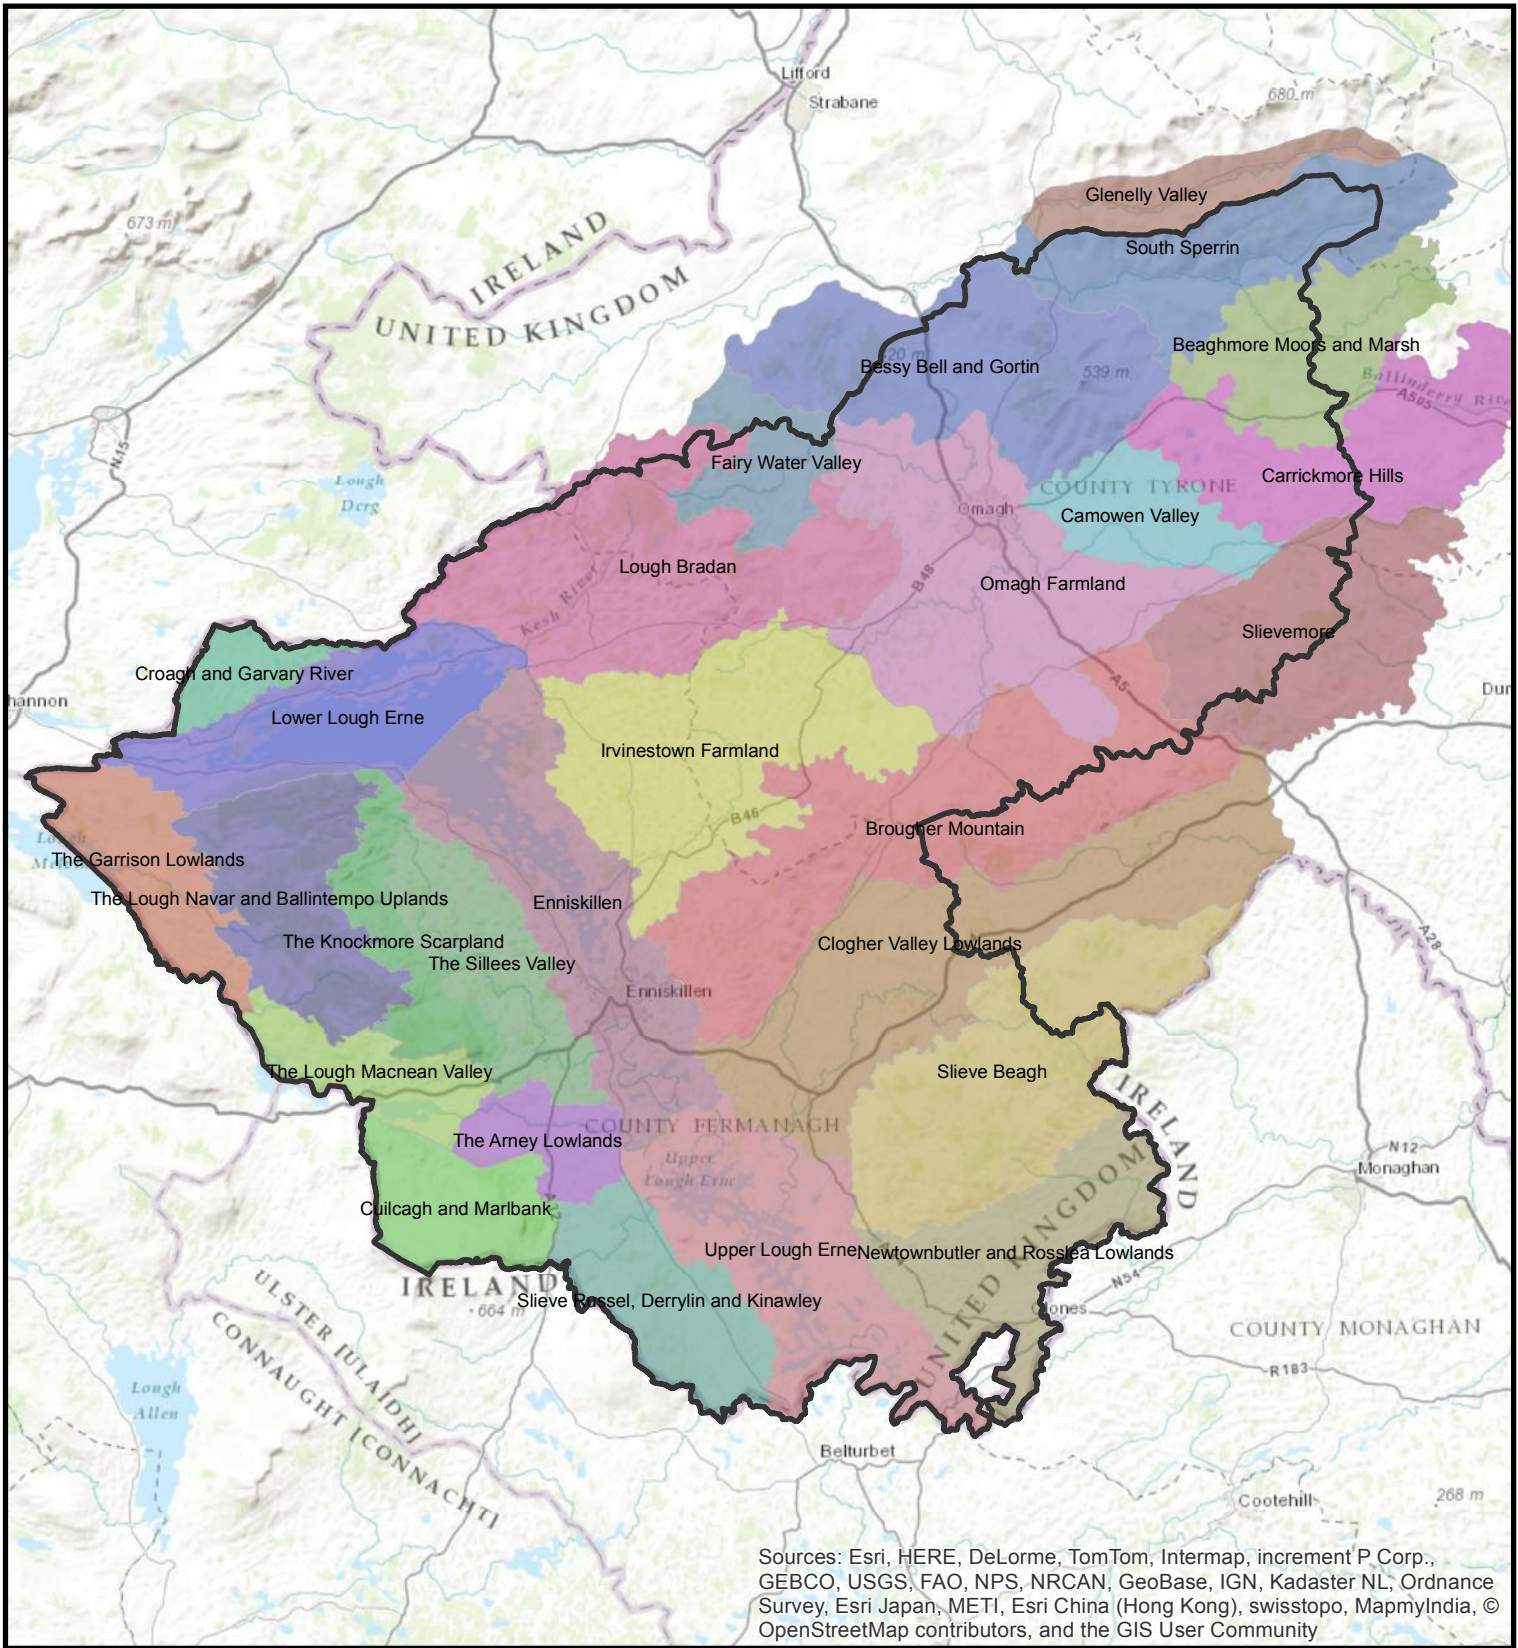 Lifford
Strabane
680 m
Glenelly Valley
673 m
IRELAND
UNITED KINGDOM
South Sperrin
Beaghmore Moors and Marsh
Bessy Bell and Gortin
539 m
Ballinderry
A505
N15
Fairy Water Valley
Carrickmore Hills
Lough
Derg
COUNTY TYRONE
Omagh
Camowen Valley
Lough Bradan
B48
Omagh Farmland
Kesh River
Slievemore
Croagh and Garvary River
A5
hannon
Dur
Lower Lough Erne
Irvinestown Farmland
B46
Brougher Mountain
Lough
The Garrison Lowlands
The Lough Navar and Ballintempo Uplands
Enniskillen
The Knockmore Scarpland
Clogher Valley Lowlands
A28
The Sillees Valley
Enniskillen
The Lough Macnean Valley
Slieve Beagh
IRELAND
COUNTY FERMANAGH
The Arney Lowlands
N12
Monaghan
Upper
Lough Erne
Cuilcagh and Marlbank
UNITED KINGDOM
Upper Lough Erne
Newtownbutler and Rosslea Lowlands
IRELAND
N54
664 m
Slieve Russel, Derrylin and Kinawley
Clones
ULSTER [ULAIDH]
CONNAUGHT [CONNACHT]
COUNTY MONAGHAN
R183
Lough
Allen
Belturbet
Cootehill
268 m
Sources: Esri, HERE, DeLorme, TomTom, Intermap, increment P Corp.,
GEBCO, USGS, FAO, NPS, NRCAN, GeoBase, IGN, Kadaster NL, Ordnance
Survey, Esri Japan, METI, Esri China (Hong Kong), swisstopo, MapmyIndia, ©
OpenStreetMap contributors, and the GIS User Community